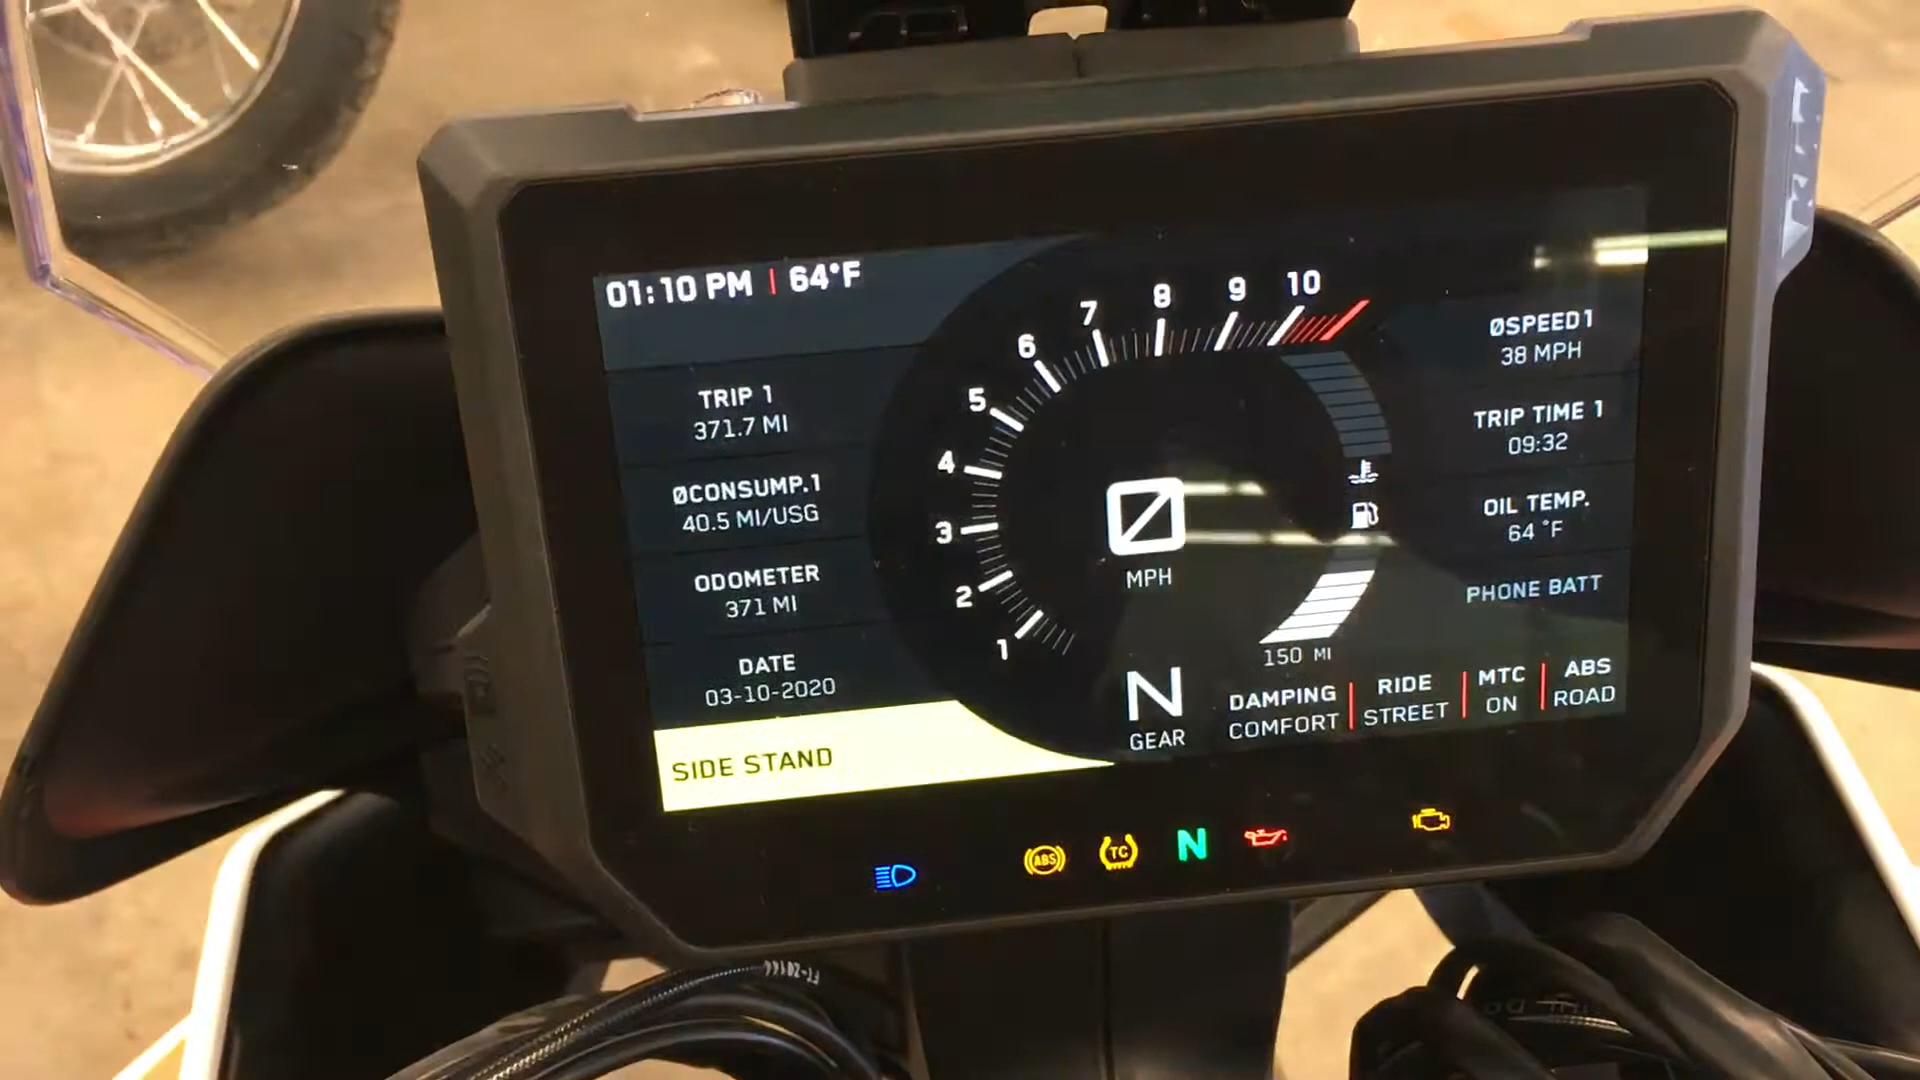 01:10 PM | 64°F
TRIP 1
371.7 MI
ØCONSUMP.1
40.5 MI/USG
ODOMETER
371 MI
DATE
03-10-2020
SIDE STAND
1
2
3
4
5
6
7
8
9
10
0
MPH
N
GEAR
150 MI
ØSPEED1
38 MPH
TRIP TIME 1
09:32
OIL TEMP.
64 °F
PHONE BATT
DAMPING
COMFORT
RIDE
STREET
MTC
ON
ABS
ROAD
ABS
TC
N